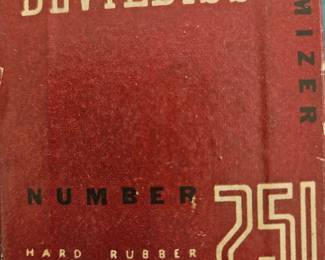 DEVILBISS
MIZER
NUMBER
251
HARD RUBBER